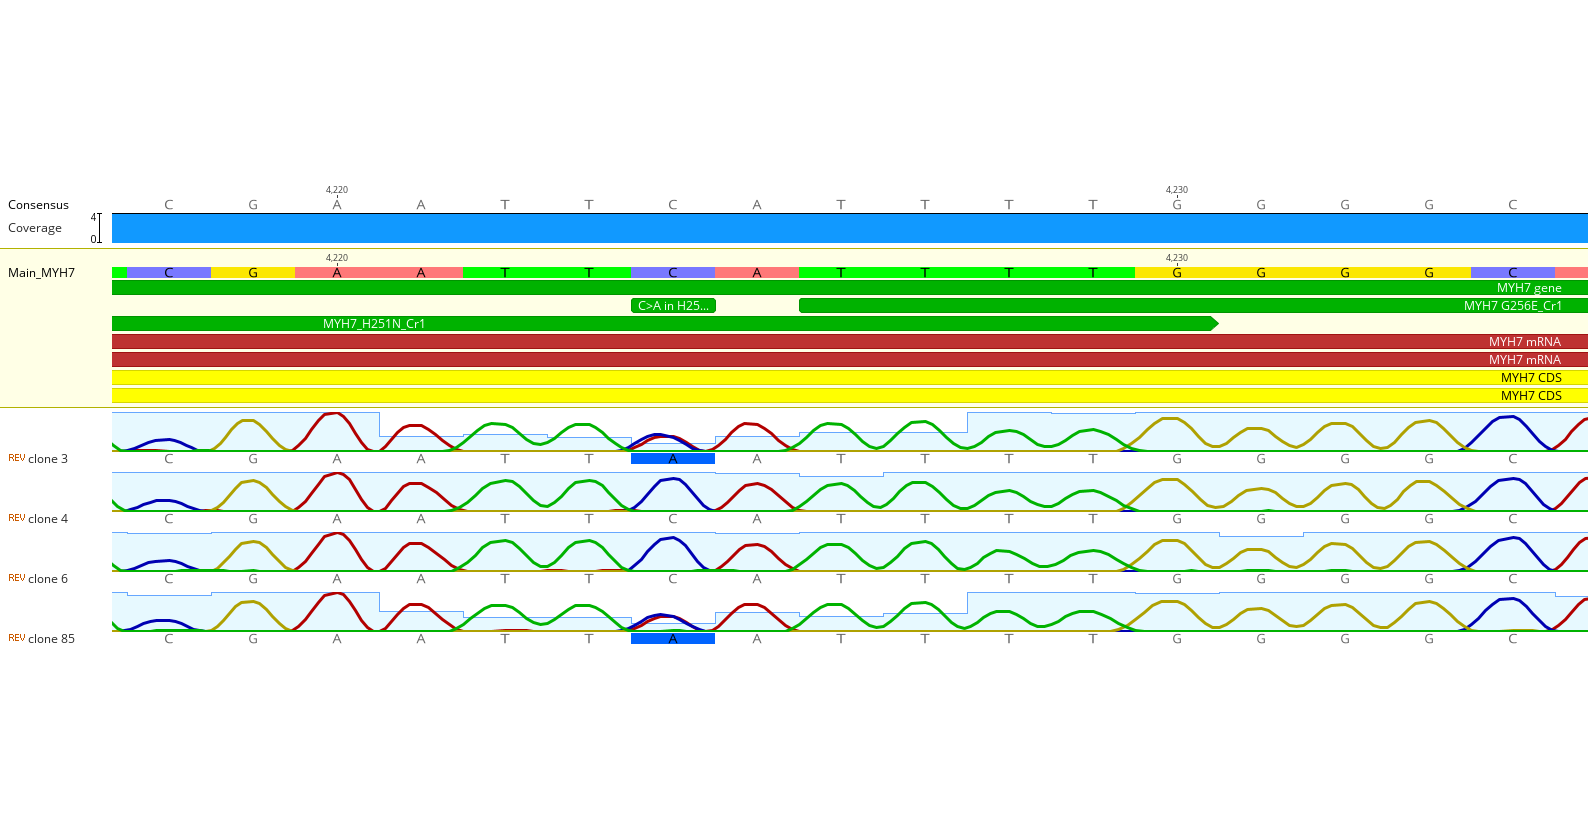 4,220 4,230
Consensus C G A A T T C A T T T T G G G G C
Coverage 4 0
4,220 4,230
Main_MYH7 C G A A T T C A T T T T G G G G C
MYH7 gene
C>A in H25... MYH7 G256E_Cr1
MYH7_H251N_Cr1
MYH7 mRNA
MYH7 mRNA
MYH7 CDS
MYH7 CDS
REV clone 3 C G A A T T A A T T T T G G G G C
REV clone 4 C G A A T T C A T T T T G G G G C
REV clone 6 C G A A T T C A T T T T G G G G C
REV clone 85 C G A A T T A A T T T T G G G G C